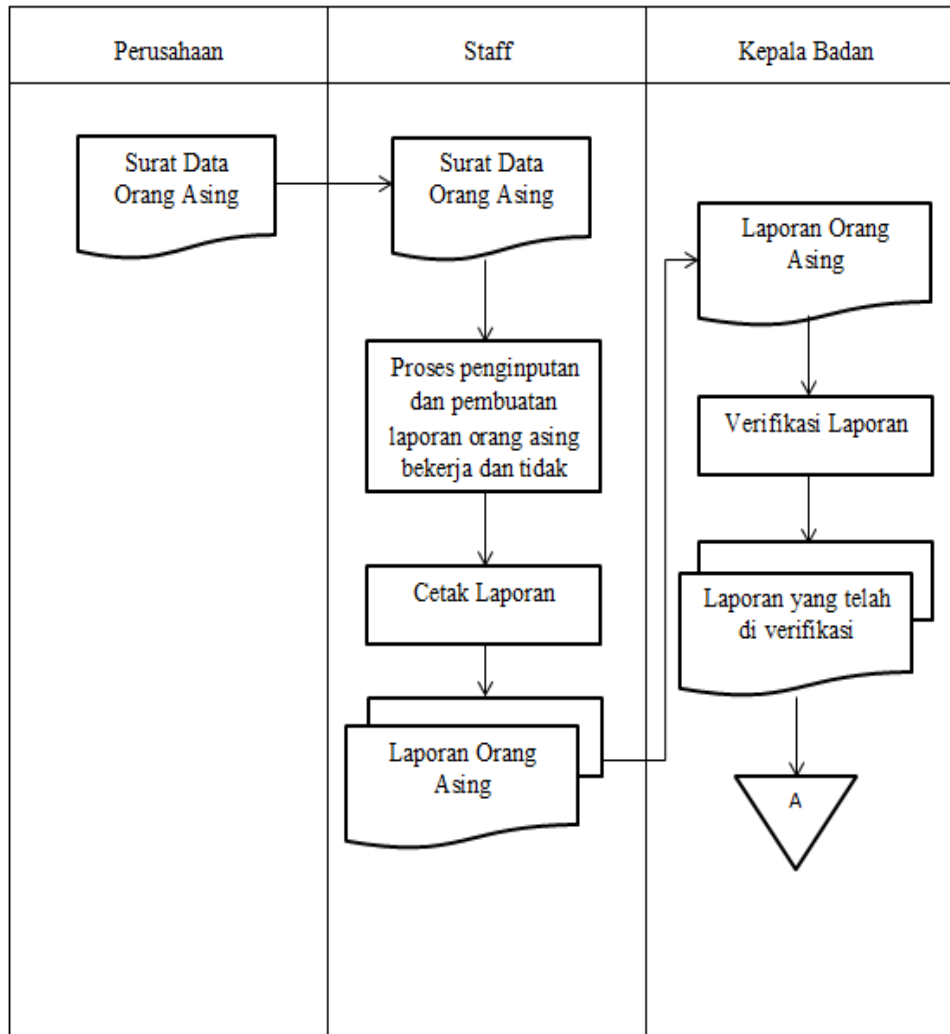 Perusahaan
Staff
Kepala Badan
Surat Data
Orang Asing
Surat Data
Orang Asing
Proses penginputan
dan pembuatan
laporan orang asing
bekerja dan tidak
Cetak Laporan
Laporan Orang
Asing
Laporan Orang
Asing
Verifikasi Laporan
Laporan yang telah
di verifikasi
A